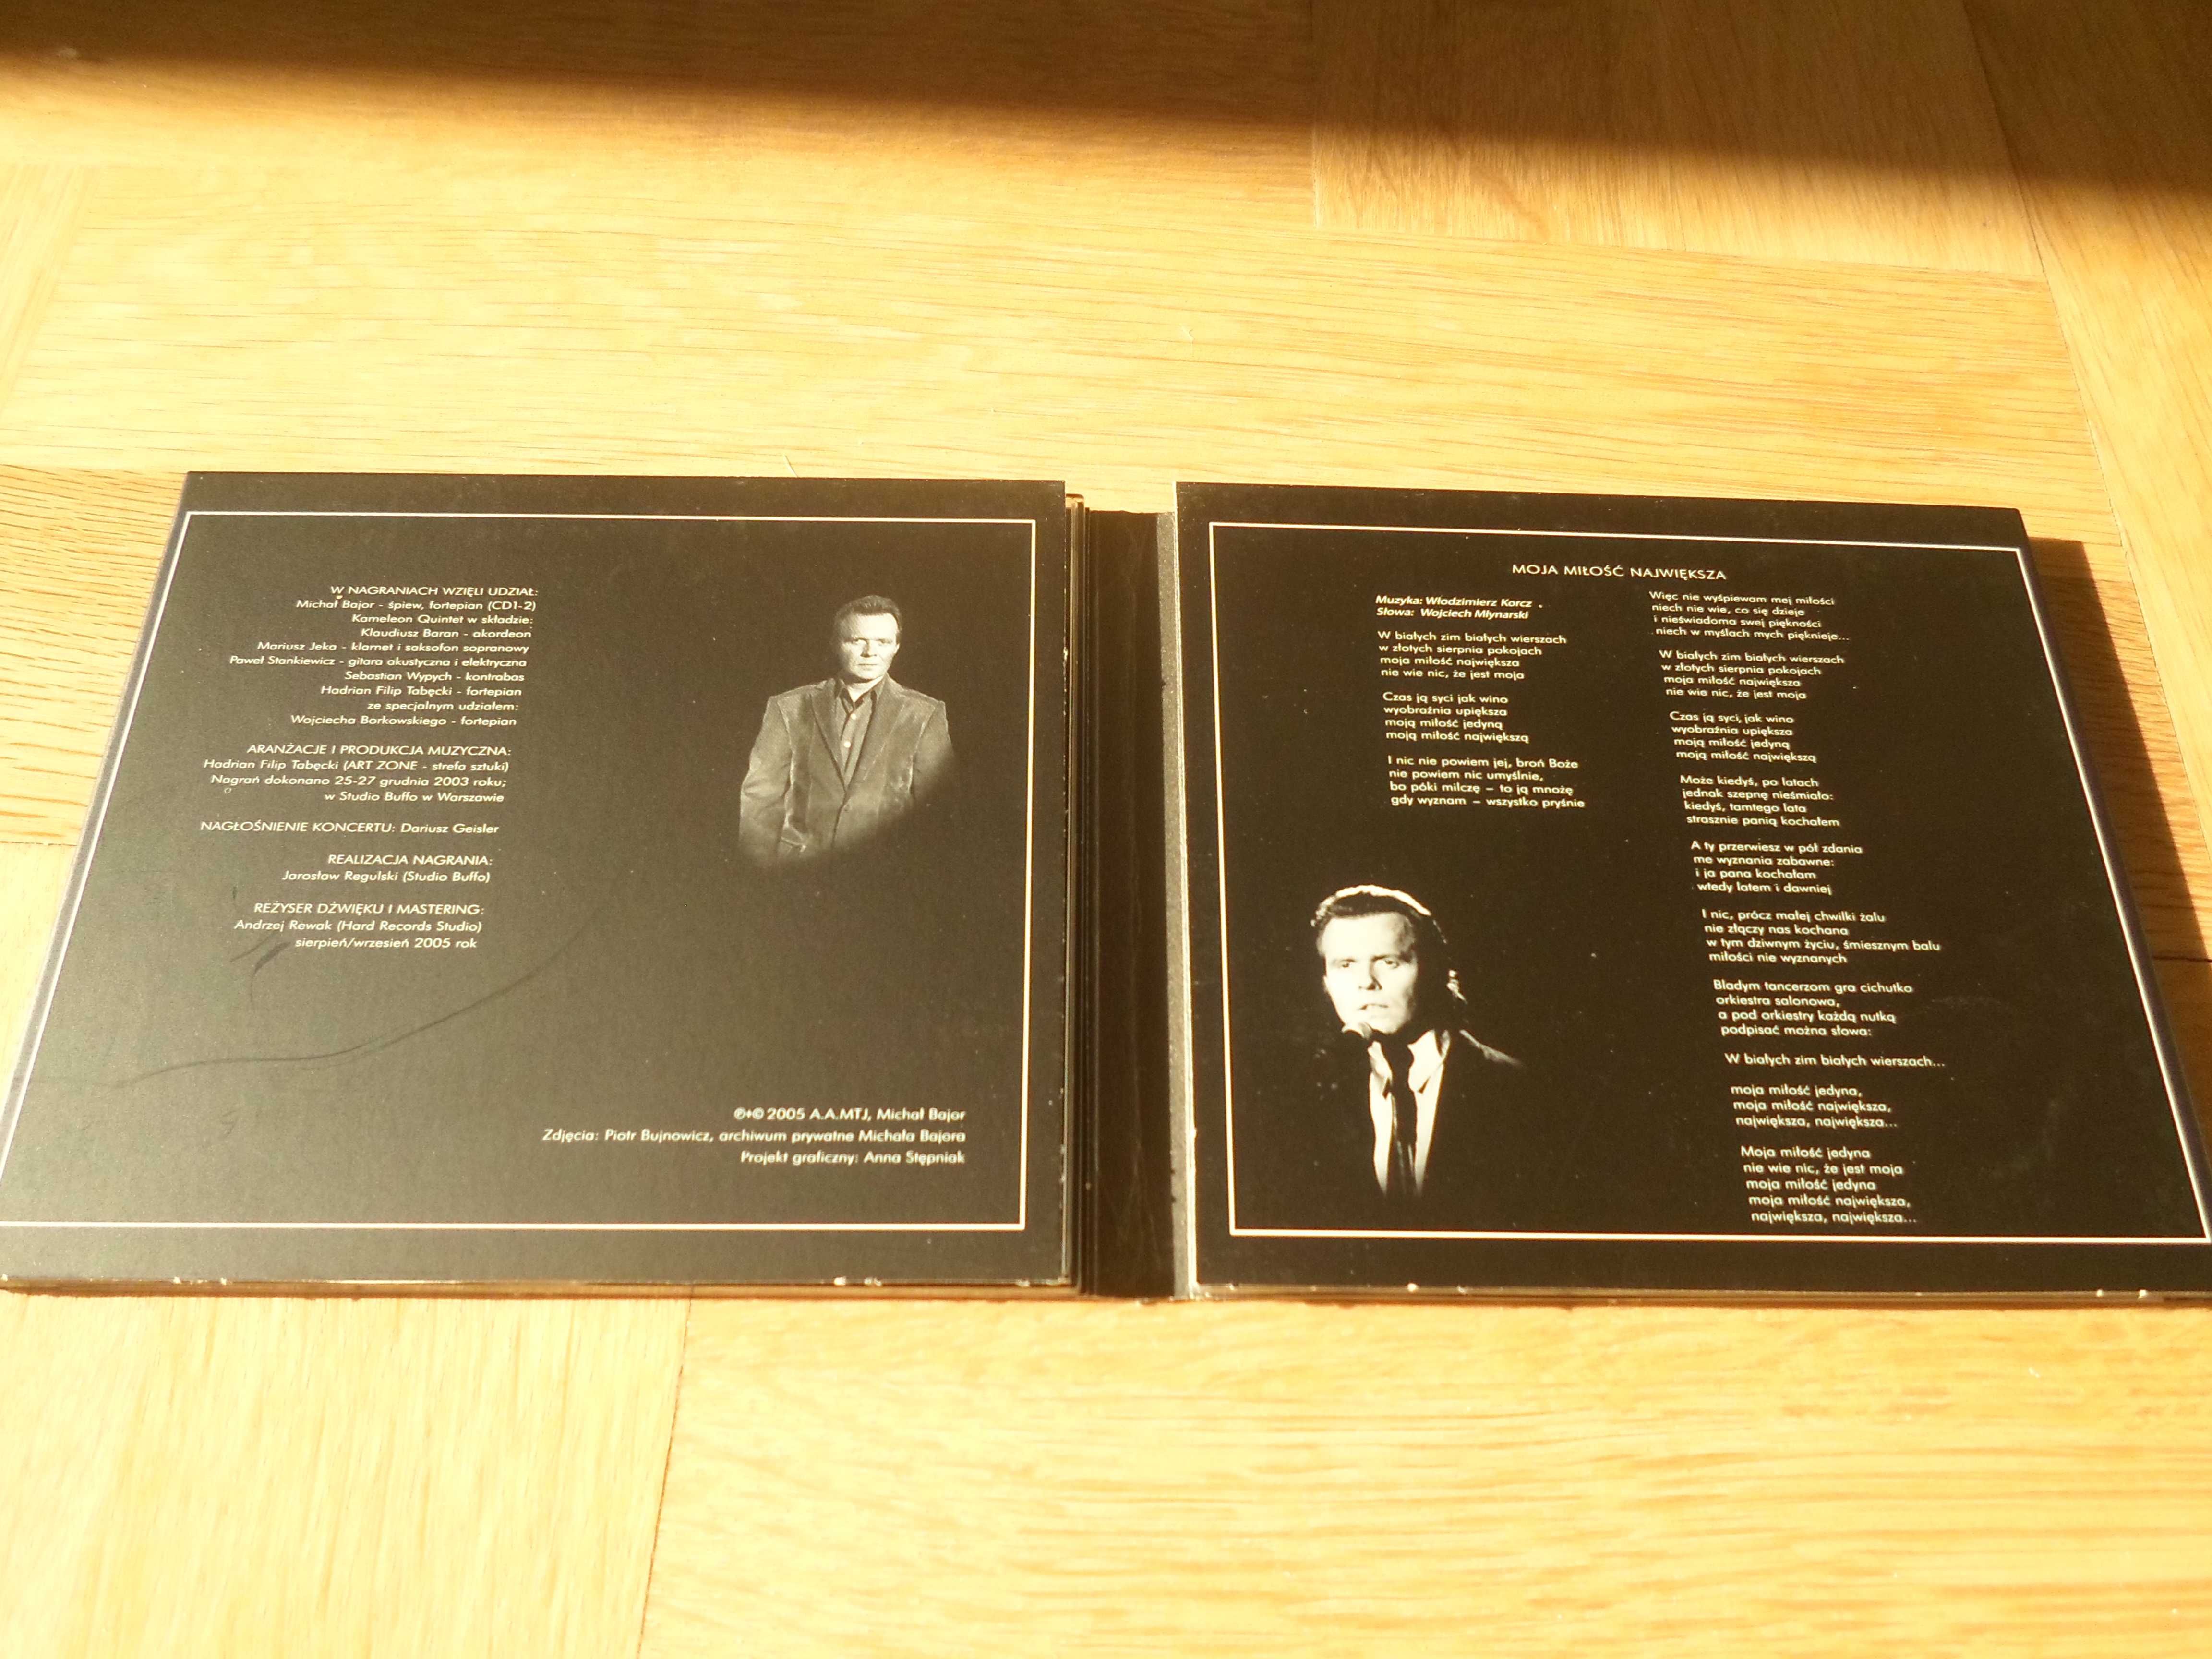 W NAGRANIACH WZIĘLI UDZIAŁ:
Michał Bajor - śpiew, fortepian (CD1-2)
Kameleon Quintet w składzie:
Klaudiusz Baran - akordeon
Mariusz Jeka - klarnet i saksofon sopranowy
Paweł Stankiewicz - gitara akustyczna i elektryczna
Sebastian Wypych - kontrabas
Hadrian Filip Tabęcki - fortepian
ze specjalnym udziałem:
Wojciecha Borkowskiego - fortepian
ARANŻACJE I PRODUKCJA MUZYCZNA:
Hadrian Filip Tabęcki (ART ZONE - strefa sztuki)
Nagrań dokonano 25-27 grudnia 2003 roku;
w Studio Buffo w Warszawie
NAGŁOŚNIENIE KONCERTU: Dariusz Geisler
REALIZACJA NAGRANIA:
Jarosław Regulski (Studio Buffo)
REŻYSER DŹWIĘKU I MASTERING:
Andrzej Rewak (Hard Records Studio)
sierpień/wrzesień 2005 rok
℗+© 2005 A.A.MTJ, Michał Bajor
Zdjęcia: Piotr Bujnowicz, archiwum prywatne Michała Bajora
Projekt graficzny: Anna Stępniak
MOJA MIŁOŚĆ NAJWIĘKSZA
Muzyka: Włodzimierz Korcz
Słowa: Wojciech Młynarski
W białych zim białych wierszach
w złotych sierpnia pokojach
moja miłość największa
nie wie nic, że jest moja
Czas ją syci jak wino
wyobraźnia upiększa
moją miłość jedyną
moją miłość największą
I nic nie powiem jej, broń Boże
nie powiem nic umyślnie,
bo póki milczę – to ją mnożę
gdy wyznam – wszystko pryśnie
Więc nie wyśpiewam mej miłości
niech nie wie, co się dzieje
i nieświadoma swej piękności
niech w myślach mych pięknieje...
W białych zim białych wierszach
w złotych sierpnia pokojach
moja miłość największa
nie wie nic, że jest moja
Czas ją syci, jak wino
wyobraźnia upiększa
moją miłość jedyną
moją miłość największą
Może kiedyś, po latach
jednak szepnę nieśmiało:
kiedyś, tamtego lata
strasznie panią kochałem
A ty przerwiesz w pół zdania
me wyznania zabawne:
i ja pana kochałam
wtedy latem i dawniej
I nic, prócz małej chwilki żalu
nie złączy nas kochana
w tym dziwnym życiu, śmiesznym balu
miłości nie wyznanych
Bladym tancerzom gra cichutko
orkiestra salonowa,
a pod orkiestry każdą nutką
podpisać można słowa:
W białych zim białych wierszach...
moja miłość jedyna,
moja miłość największa,
największa, największa...
Moja miłość jedyna
nie wie nic, że jest moja
moja miłość jedyna
moja miłość największa,
największa, największa...